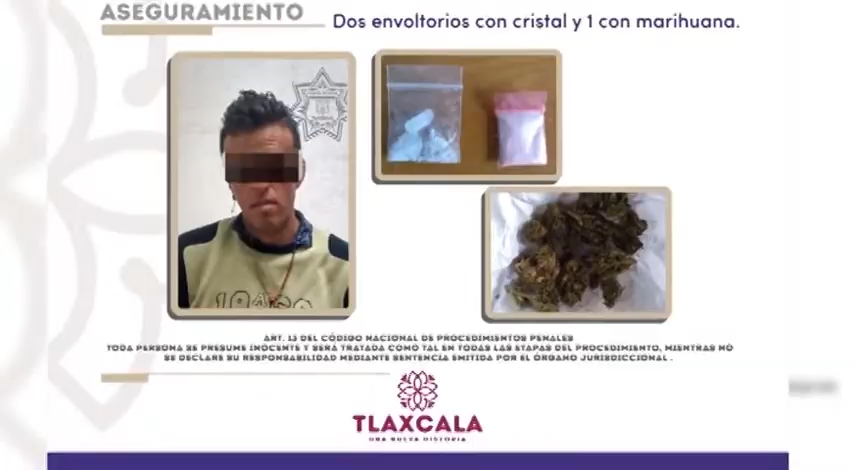 ASEGURAMIENTO
Dos envoltorios con cristal y 1 con marihuana.
ART. 13 DEL CÓDIGO NACIONAL DE PROCEDIMIENTOS PENALES
TODA PERSONA SE PRESUME INOCENTE Y SERA TRATADA COMO TAL EN TODAS LAS ETAPAS DEL PROCEDIMIENTO, MIENTRAS NO
SE DECLARE SU RESPONSABILIDAD MEDIANTE SENTENCIA EMITIDA POR EL ÓRGANO JURISDICCIONAL .
TLAXCALA
UNA NUEVA HISTORIA